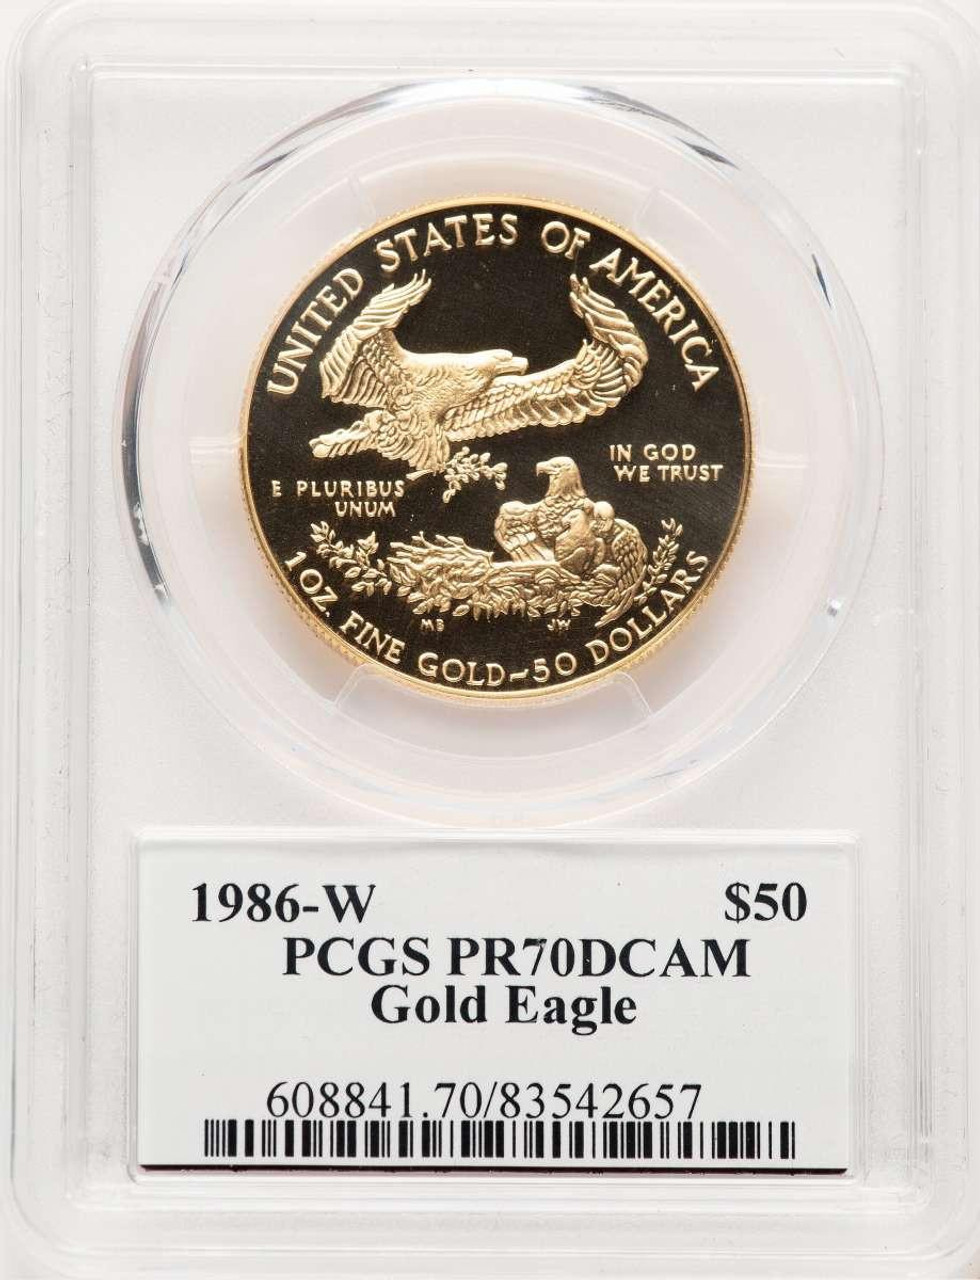 UNITED STATES OF AMERICA
IN GOD
WE TRUST
E PLURIBUS
UNUM
MB JW
1 OZ. FINE GOLD~50 DOLLARS
1986-W $50
PCGS PR70DCAM
Gold Eagle
608841.70/83542657